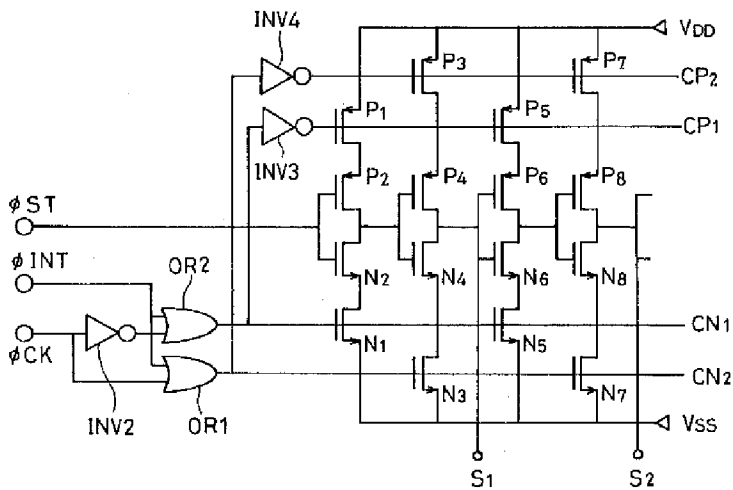 INV4
VDD
P3
P7
CP2
P1
P5
CP1
INV3
P2
P4
P6
P8
φST
φINT
OR2
N2
N4
N6
N8
φCK
N1
N5
CN1
N3
N7
CN2
INV2
OR1
VSS
S1
S2